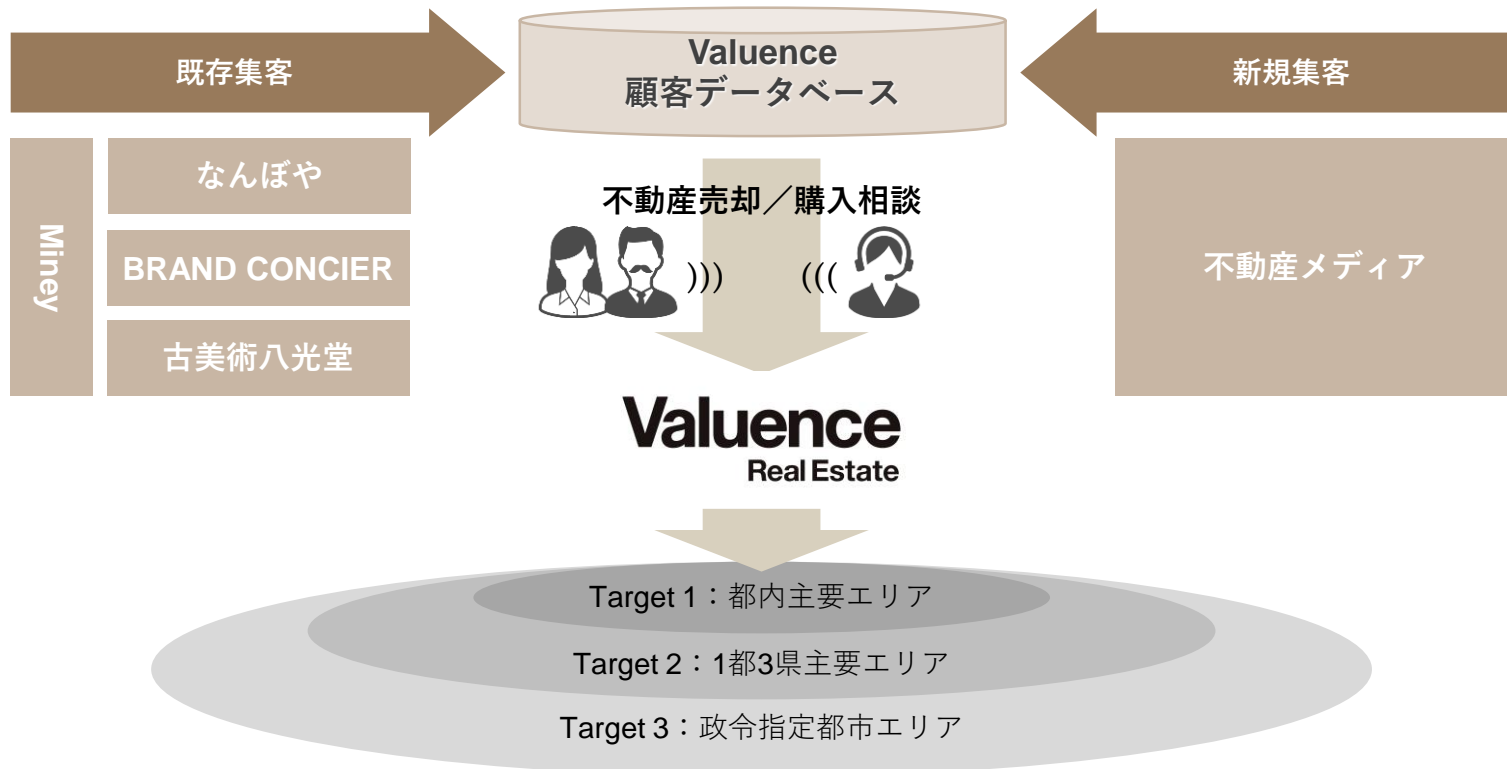 既存集客
Valuence
顧客データベース
新規集客
Miney
なんぼや
BRAND CONCIER
古美術八光堂
不動産売却／購入相談
))) (((
不動産メディア
Valuence
Real Estate
Target 1：都内主要エリア
Target 2：1都3県主要エリア
Target 3：政令指定都市エリア